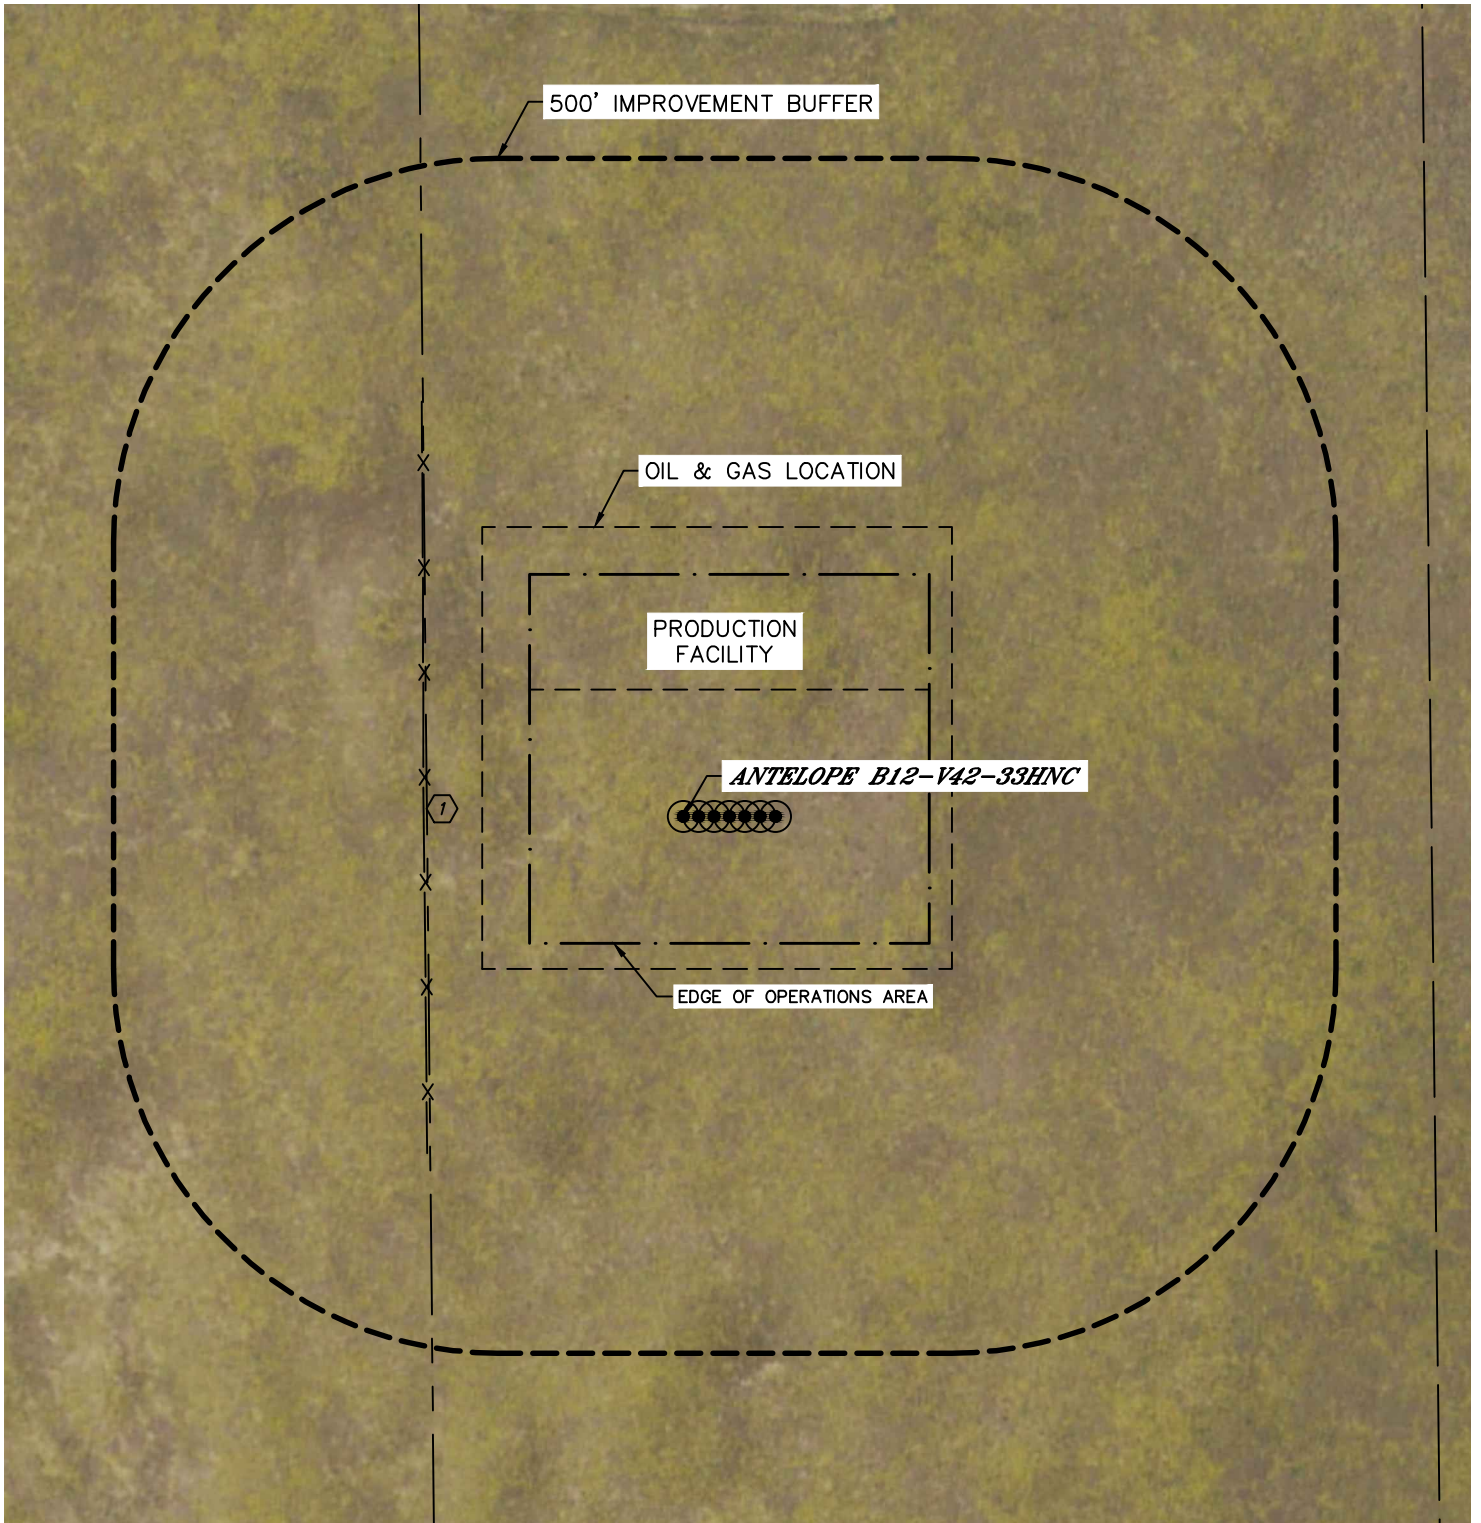 500' IMPROVEMENT BUFFER
OIL & GAS LOCATION
PRODUCTION
FACILITY
ANTELOPE B12-V42-33HNC
1
EDGE OF OPERATIONS AREA